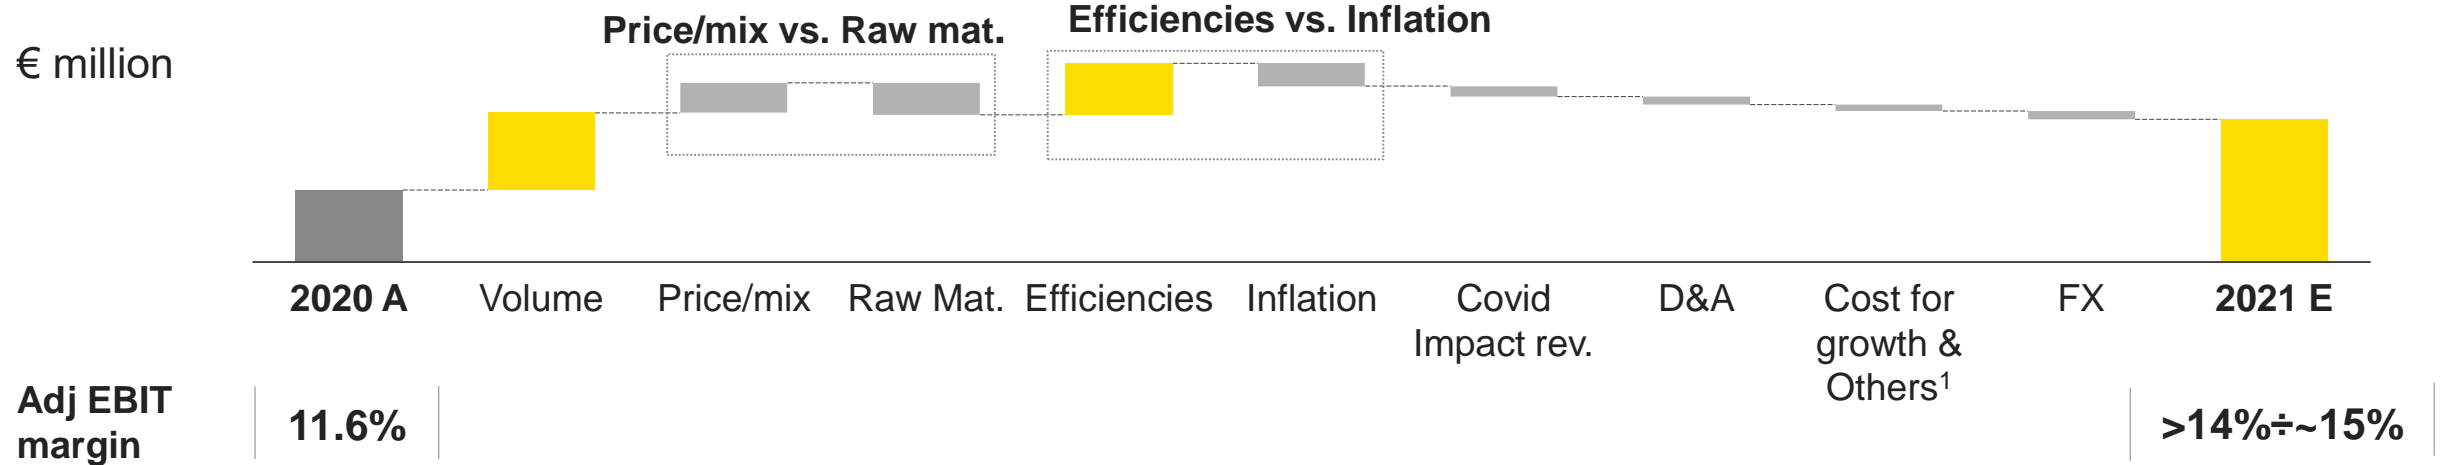 Price/mix vs. Raw mat.
Efficiencies vs. Inflation
€ million
2020 A
Volume
Price/mix
Raw Mat.
Efficiencies
Inflation
Covid
Impact rev.
D&A
Cost for
growth &
Others¹
FX
2021 E
Adj EBIT
margin
11.6%
>14%÷~15%